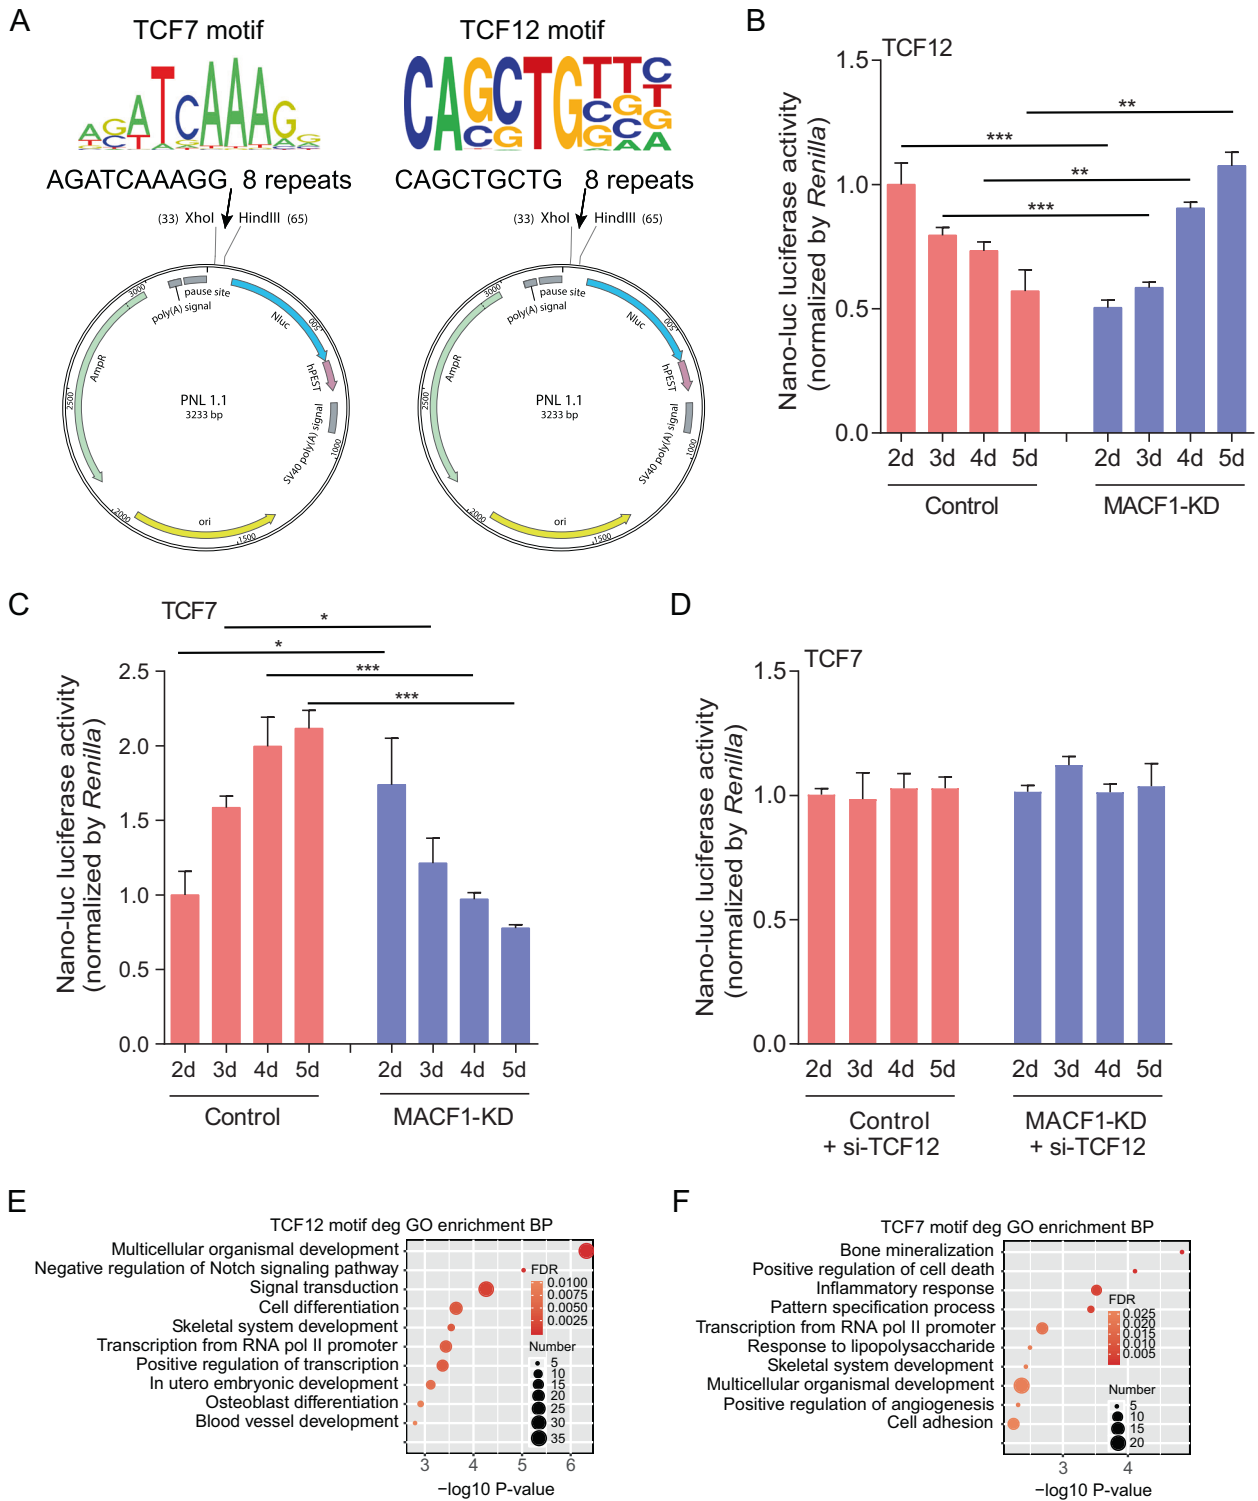 A
TCF7 motif
TCF12 motif
AGATCAAAGG 8 repeats
CAGCTGCTG 8 repeats
(33) XhoI HindIII (65)
(33) XhoI HindIII (65)
pause site
poly(A) signal
Nluc
500
hPEST
SV40 poly(A) signal
1000
1500
ori
2000
2500
AmpR
3000
PNL 1.1
3233 bp
pause site
poly(A) signal
Nluc
500
hPEST
SV40 poly(A) signal
1000
1500
ori
2000
2500
AmpR
3000
PNL 1.1
3233 bp
B
TCF12
Nano-luc luciferase activity
(normalized by Renilla)
1.5
1.0
0.5
0.0
**
***
**
***
2d 3d 4d 5d 2d 3d 4d 5d
Control MACF1-KD
C
TCF7
Nano-luc luciferase activity
(normalized by Renilla)
2.5
2.0
1.5
1.0
0.5
0.0
*
*
***
***
2d 3d 4d 5d 2d 3d 4d 5d
Control MACF1-KD
D
TCF7
Nano-luc luciferase activity
(normalized by Renilla)
1.5
1.0
0.5
0.0
2d 3d 4d 5d 2d 3d 4d 5d
Control MACF1-KD
+ si-TCF12 + si-TCF12
E
TCF12 motif deg GO enrichment BP
Multicellular organismal development
Negative regulation of Notch signaling pathway
Signal transduction
Cell differentiation
Skeletal system development
Transcription from RNA pol II promoter
Positive regulation of transcription
In utero embryonic development
Osteoblast differentiation
Blood vessel development
FDR
0.0100
0.0075
0.0050
0.0025
Number
5
10
15
20
25
30
35
3 4 5 6
−log10 P-value
F
TCF7 motif deg GO enrichment BP
Bone mineralization
Positive regulation of cell death
Inflammatory response
Pattern specification process
Transcription from RNA pol II promoter
Response to lipopolysaccharide
Skeletal system development
Multicellular organismal development
Positive regulation of angiogenesis
Cell adhesion
FDR
0.025
0.020
0.015
0.010
0.005
Number
5
10
15
20
3 4
−log10 P-value